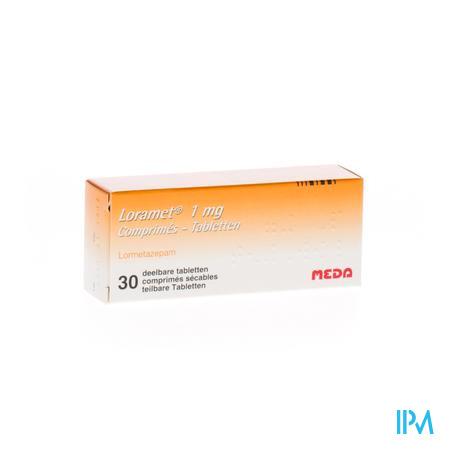 Loramet® 1 mg
Comprimés - Tabletten
Lormetazepam
30 deelbare tabletten
comprimés sécables
teilbare Tabletten
MEDA
IPM